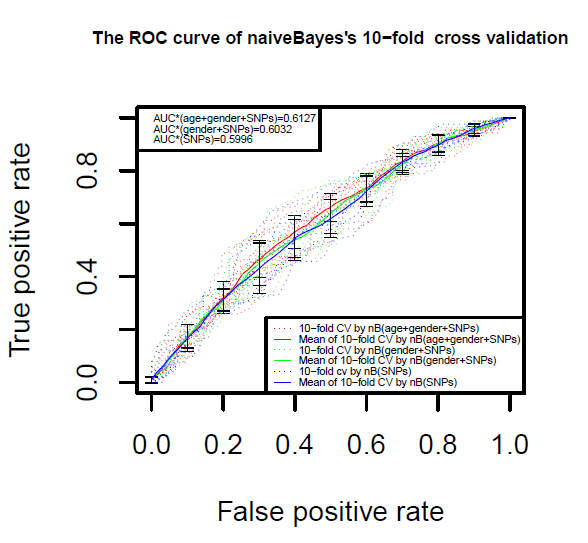 The ROC curve of naiveBayes's 10−fold  cross validation
AUC*(age+gender+SNPs)=0.6127
AUC*(gender+SNPs)=0.6032
AUC*(SNPs)=0.5996
True positive rate
0.8
0.4
0.0
10−fold CV by nB(age+gender+SNPs)
Mean of 10−fold CV by nB(age+gender+SNPs)
10−fold CV by nB(gender+SNPs)
Mean of 10−fold CV by nB(gender+SNPs)
10−fold cv by nB(SNPs)
Mean of 10−fold CV by nB(SNPs)
0.0 0.2 0.4 0.6 0.8 1.0
False positive rate